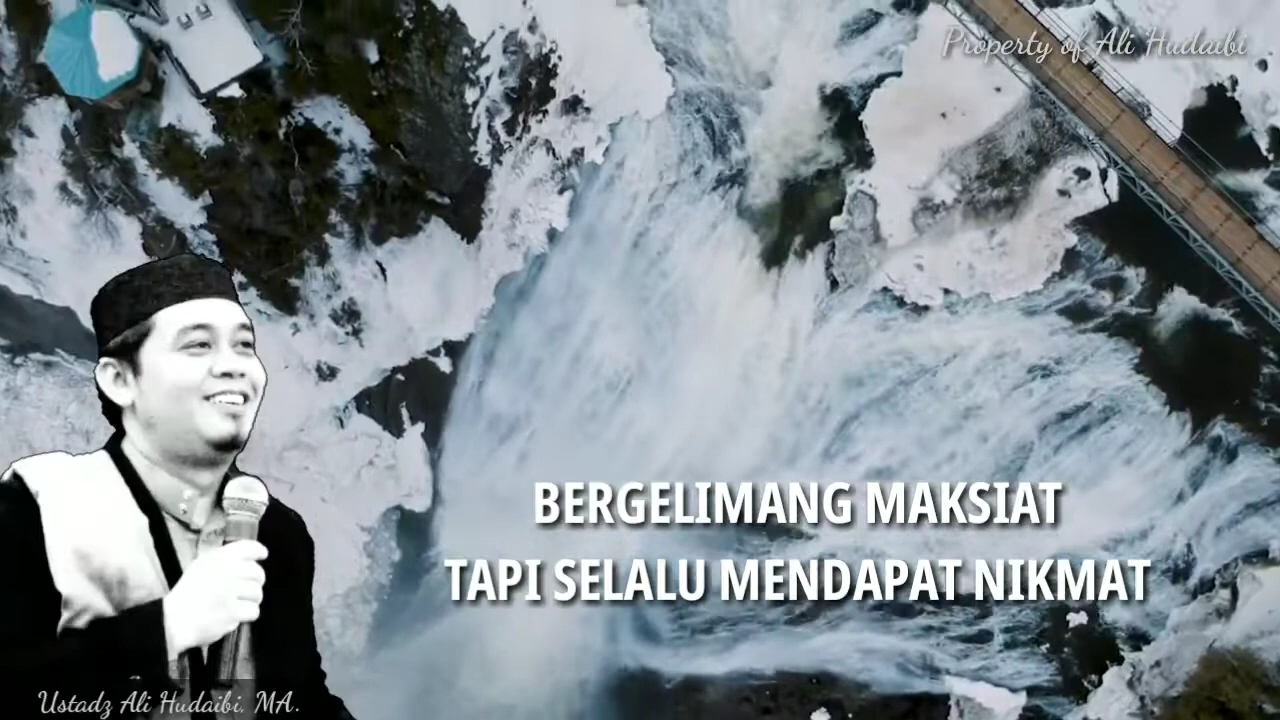 Property of Ali Hudaibi
BERGELIMANG MAKSIAT
TAPI SELALU MENDAPAT NIKMAT
Ustadz Ali Hudaibi, MA.